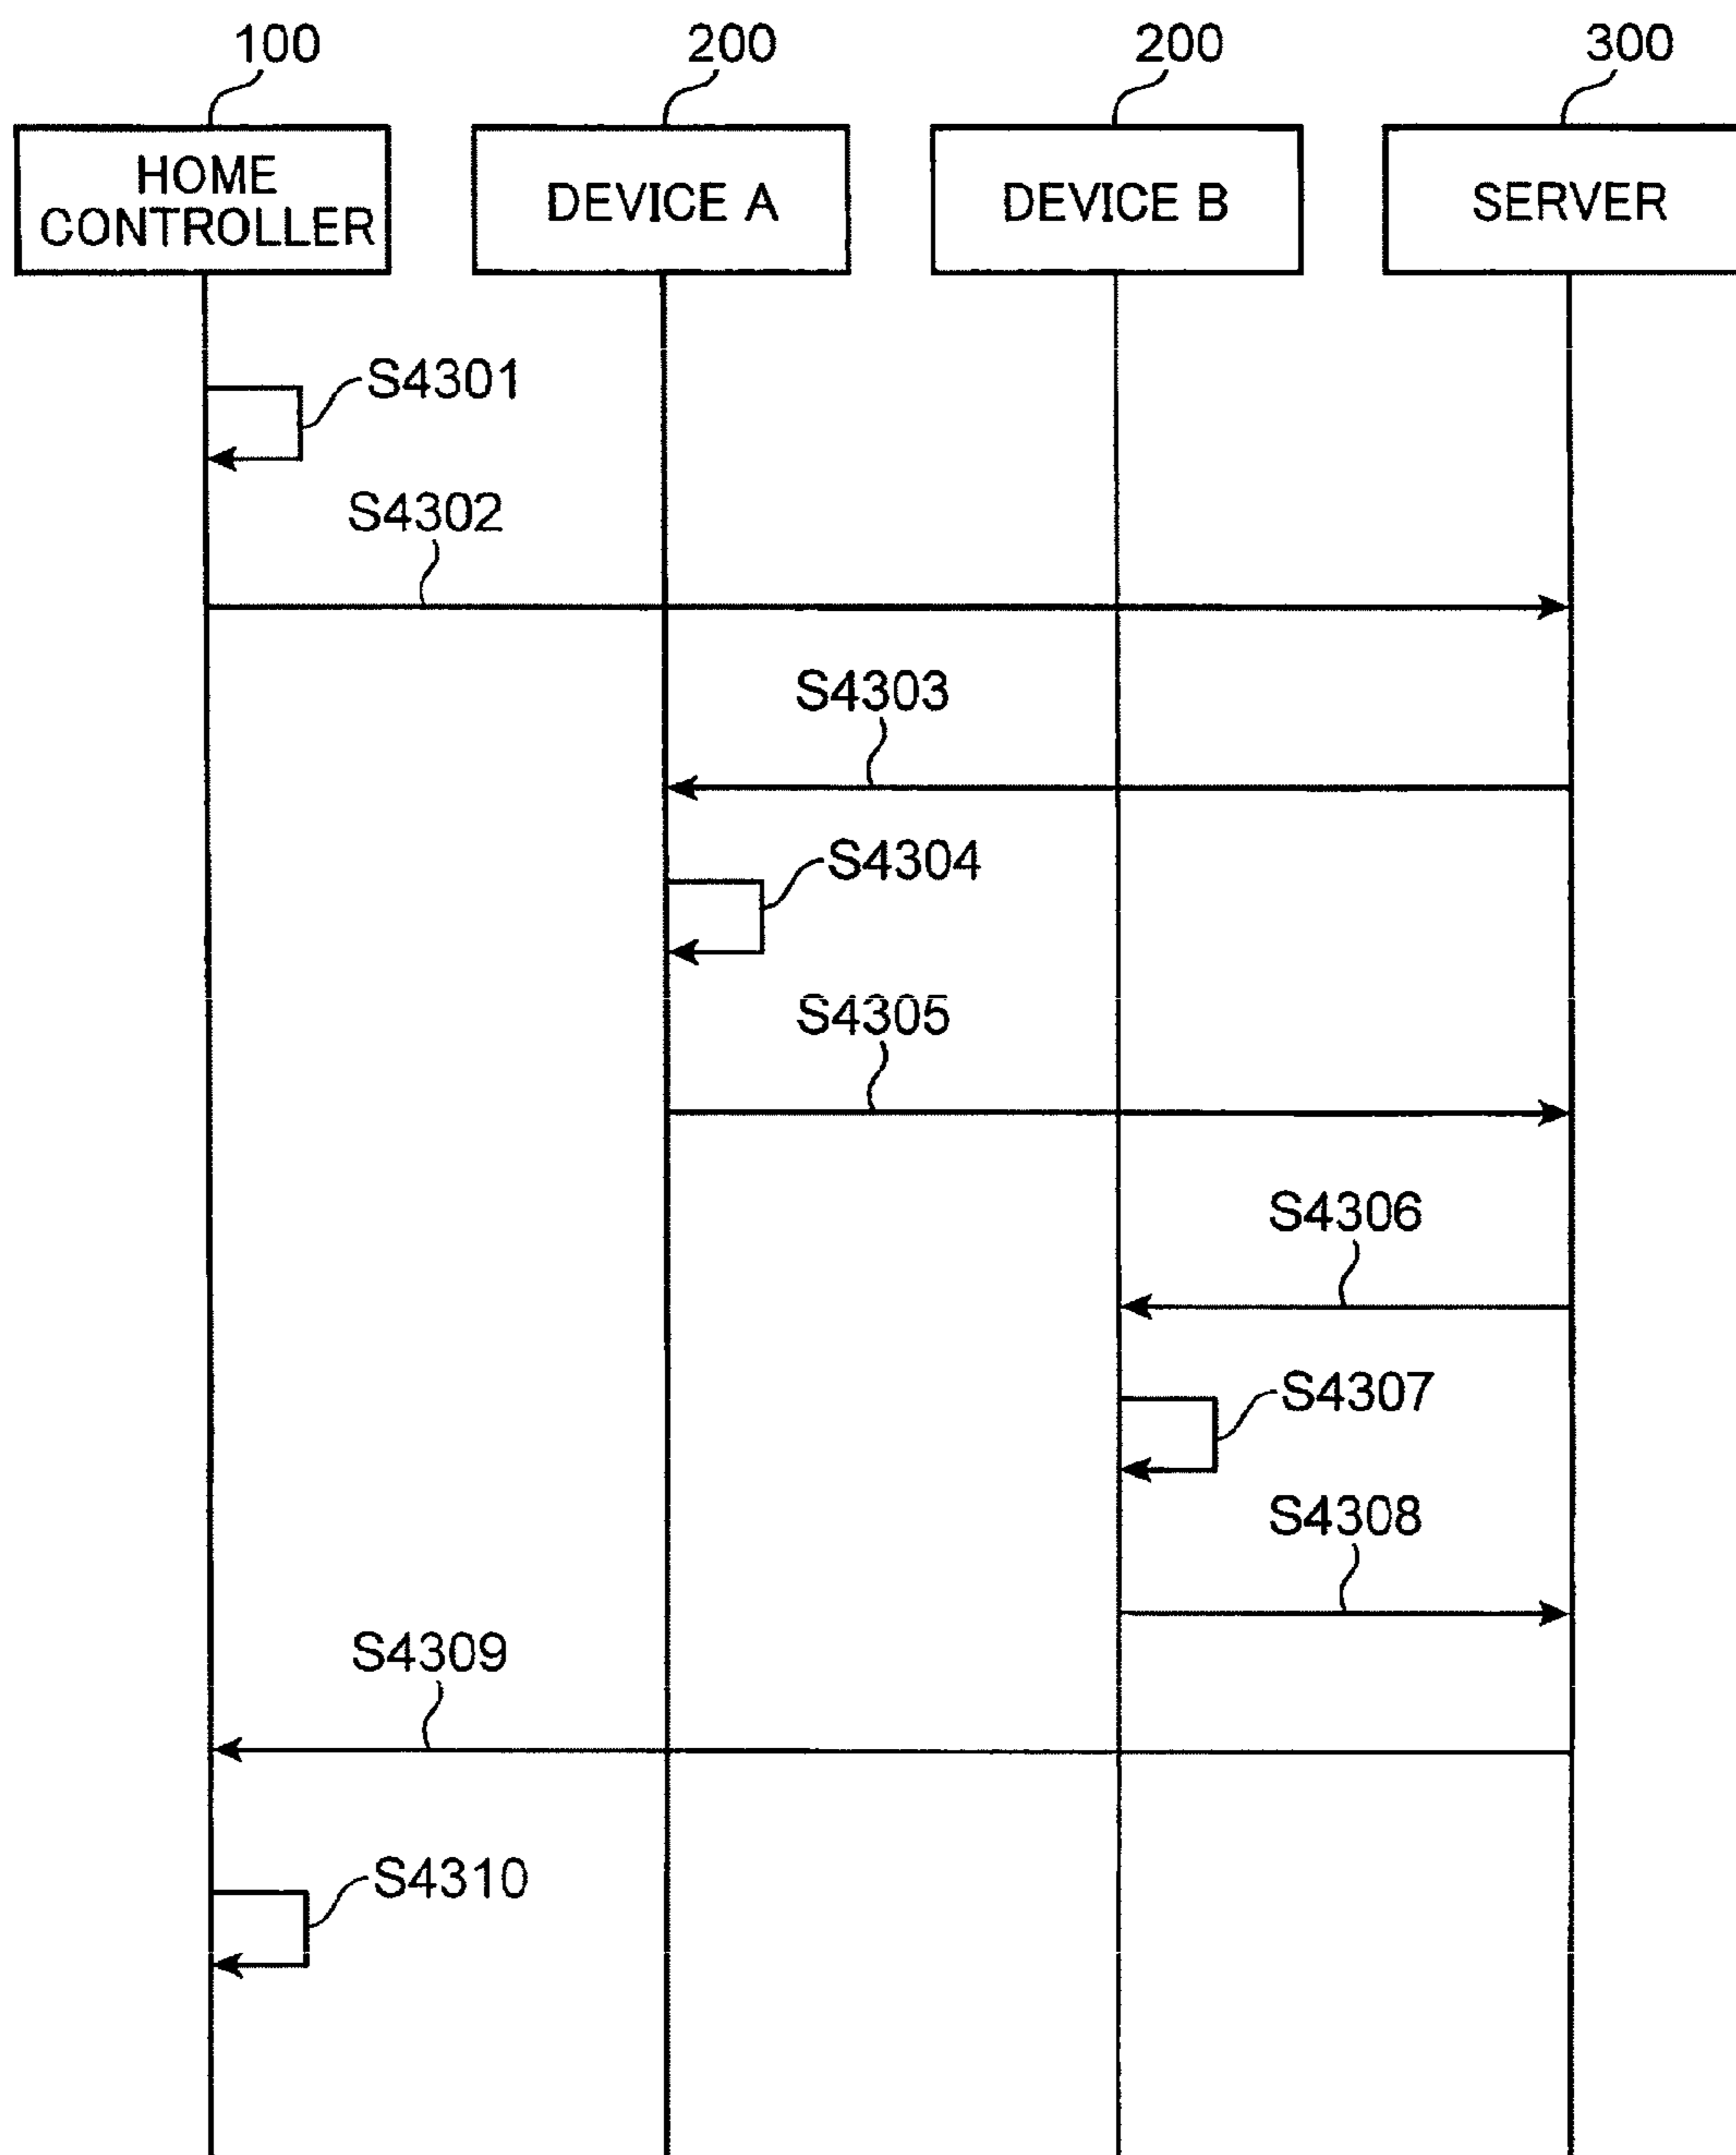 100
200
200
300
HOME
CONTROLLER
DEVICE A
DEVICE B
SERVER
S4301
S4302
S4303
S4304
S4305
S4306
S4307
S4308
S4309
S4310